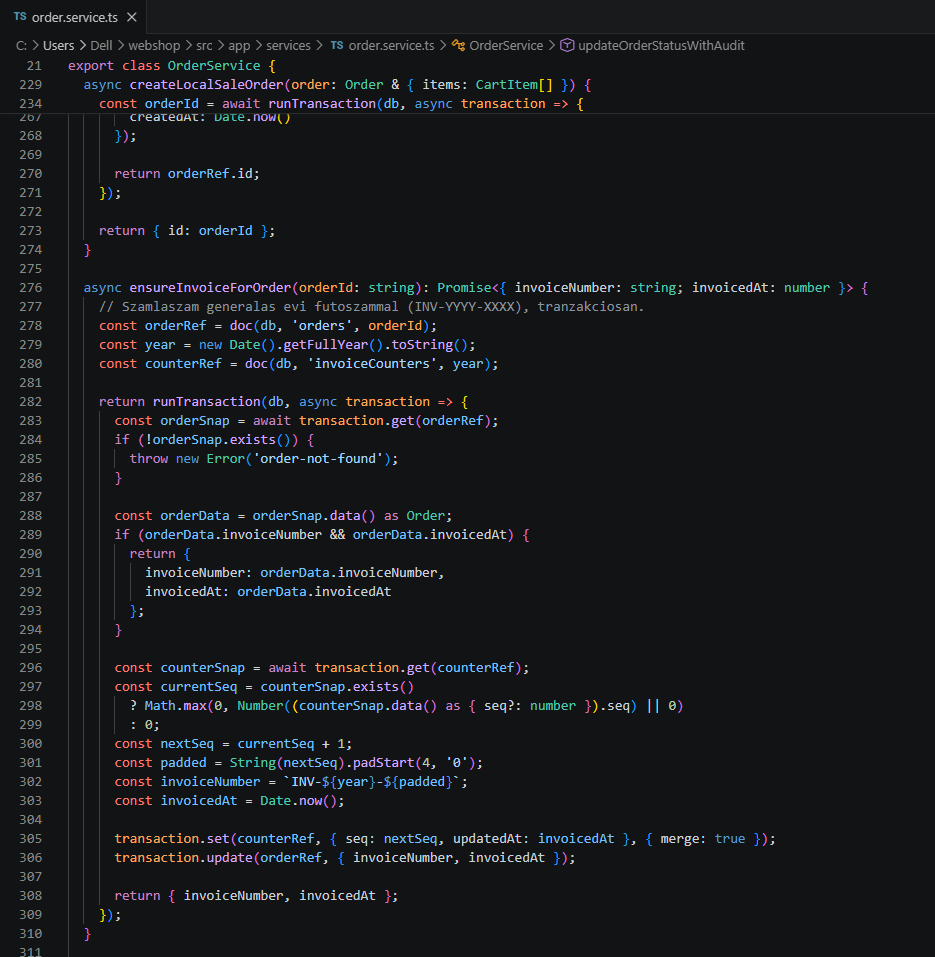 TS order.service.ts ×
C: > Users > Dell > webshop > src > app > services > TS order.service.ts > OrderService > updateOrderStatusWithAudit
21 export class OrderService {
229 async createLocalSaleOrder(order: Order & { items: CartItem[] }) {
234 const orderId = await runTransaction(db, async transaction => {
267 createdAt: Date.now()
268 });
269
270 return orderRef.id;
271 });
272
273 return { id: orderId };
274 }
275
276 async ensureInvoiceForOrder(orderId: string): Promise<{ invoiceNumber: string; invoicedAt: number }> {
277 // Szamlaszam generalas evi futoszammal (INV-YYYY-XXXX), tranzakciosan.
278 const orderRef = doc(db, 'orders', orderId);
279 const year = new Date().getFullYear().toString();
280 const counterRef = doc(db, 'invoiceCounters', year);
281
282 return runTransaction(db, async transaction => {
283 const orderSnap = await transaction.get(orderRef);
284 if (!orderSnap.exists()) {
285 throw new Error('order-not-found');
286 }
287
288 const orderData = orderSnap.data() as Order;
289 if (orderData.invoiceNumber && orderData.invoicedAt) {
290 return {
291 invoiceNumber: orderData.invoiceNumber,
292 invoicedAt: orderData.invoicedAt
293 };
294 }
295
296 const counterSnap = await transaction.get(counterRef);
297 const currentSeq = counterSnap.exists()
298 ? Math.max(0, Number((counterSnap.data() as { seq?: number }).seq) || 0)
299 : 0;
300 const nextSeq = currentSeq + 1;
301 const padded = String(nextSeq).padStart(4, '0');
302 const invoiceNumber = `INV-${year}-${padded}`;
303 const invoicedAt = Date.now();
304
305 transaction.set(counterRef, { seq: nextSeq, updatedAt: invoicedAt }, { merge: true });
306 transaction.update(orderRef, { invoiceNumber, invoicedAt });
307
308 return { invoiceNumber, invoicedAt };
309 });
310 }
311